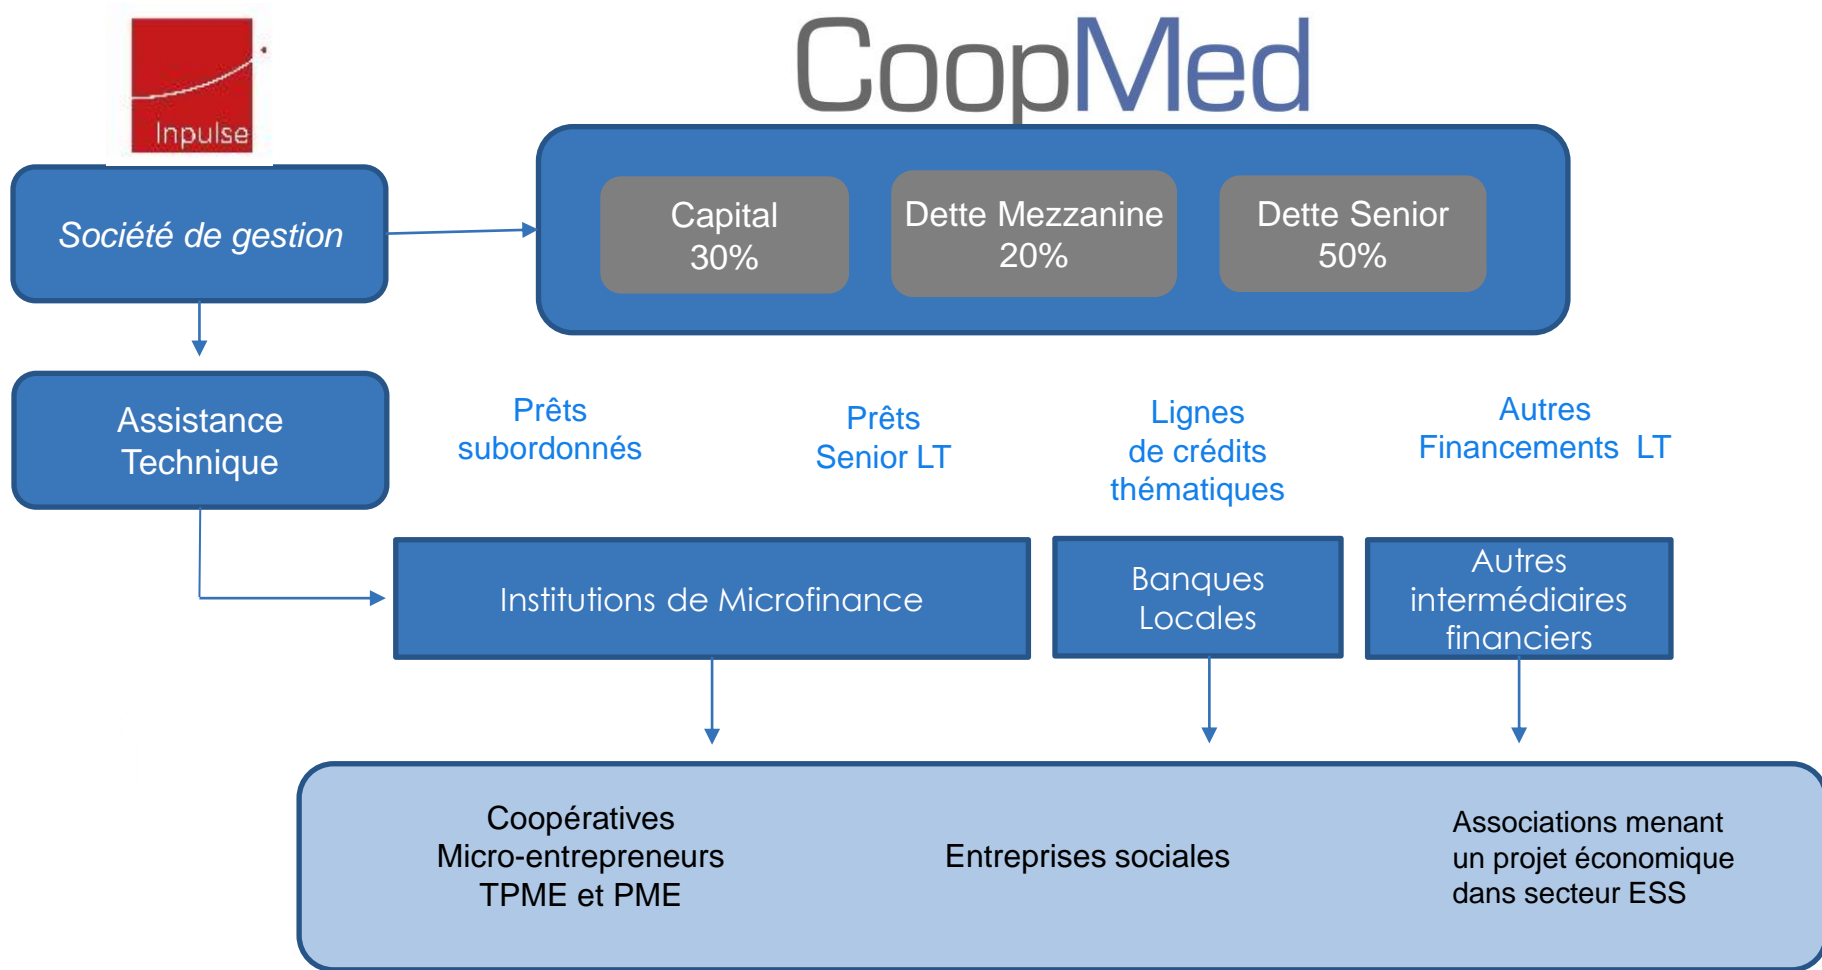 Inpulse
CoopMed
Société de gestion
Capital
30%
Dette Mezzanine
20%
Dette Senior
50%
Assistance
Technique
Prêts
subordonnés
Prêts
Senior LT
Lignes
de crédits
thématiques
Autres
Financements LT
Institutions de Microfinance
Banques
Locales
Autres
intermédiaires
financiers
Coopératives
Micro-entrepreneurs
TPME et PME
Entreprises sociales
Associations menant
un projet économique
dans secteur ESS